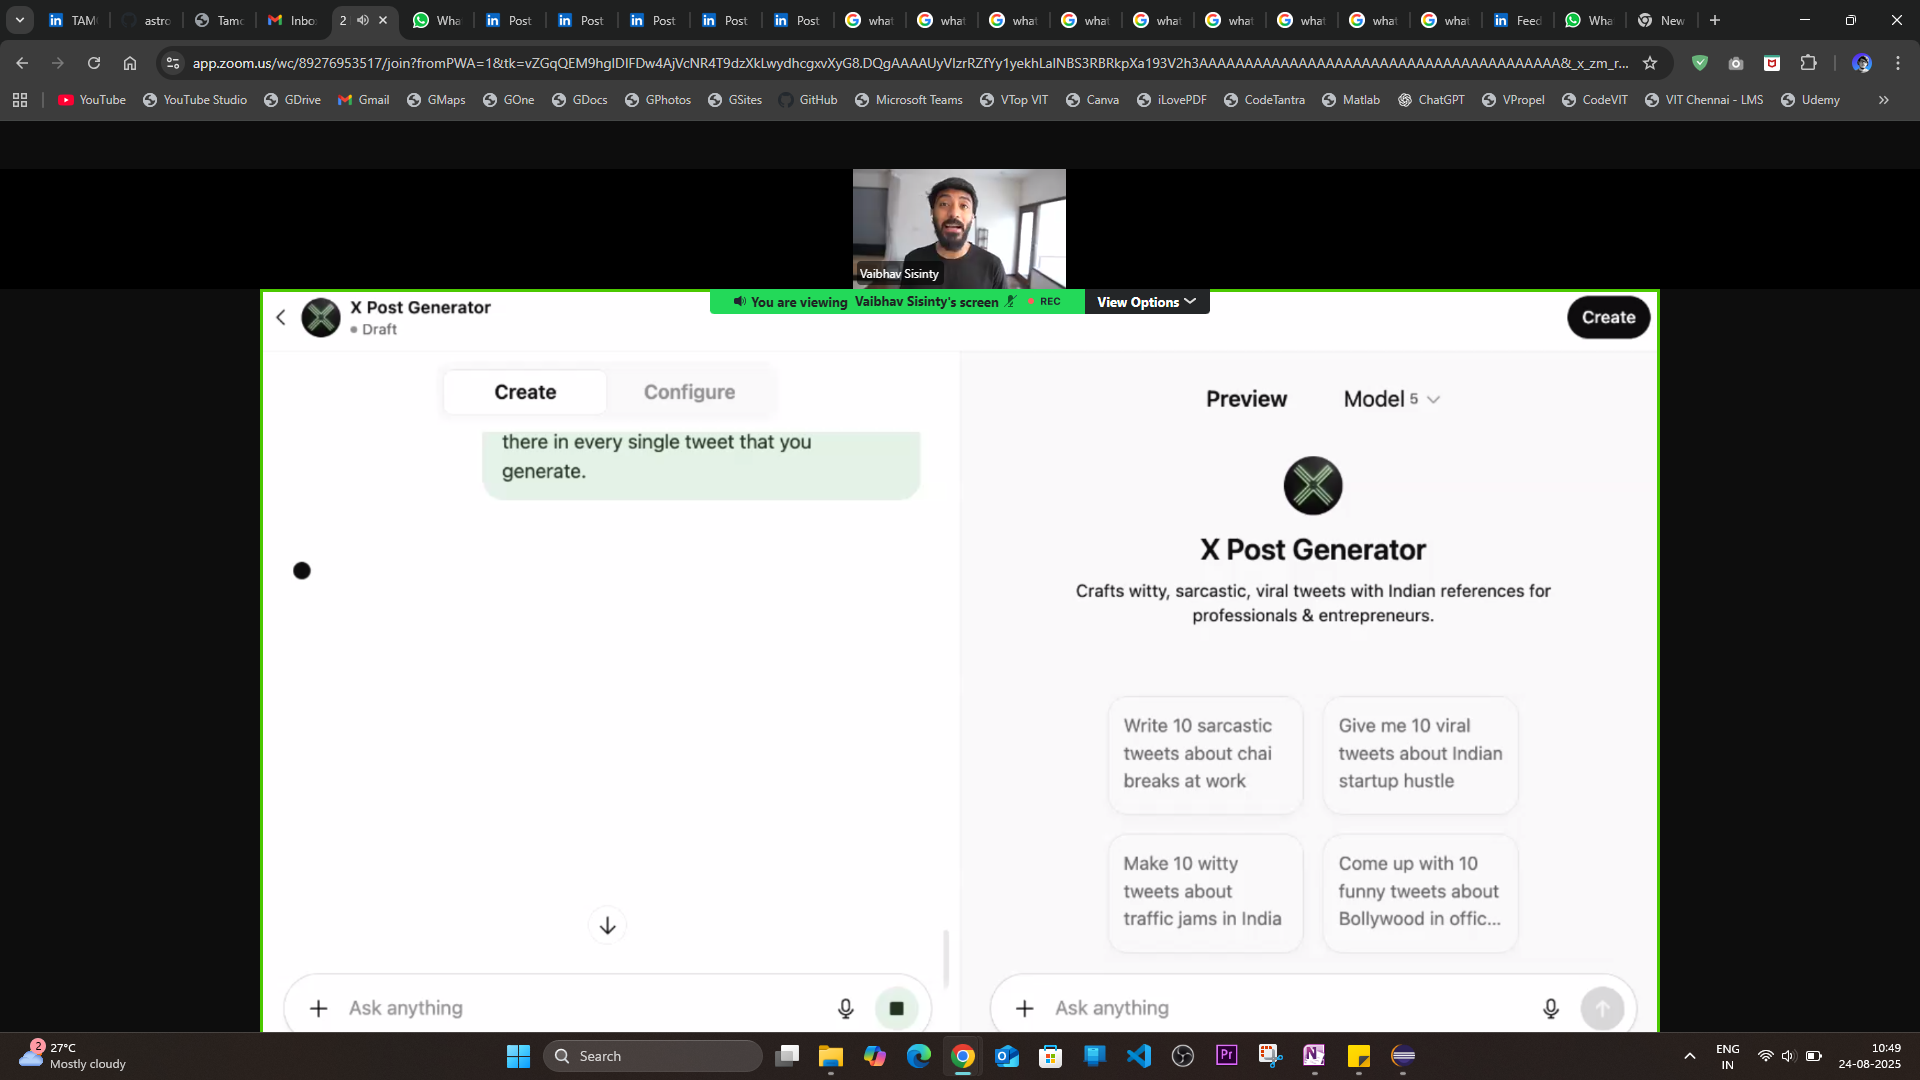 TAM
astro
Tamo
Inbo
2
Wha
Post
Post
Post
Post
Post
what
what
what
what
what
what
what
what
what
Feed
Wha
New
app.zoom.us/wc/89276953517/join?fromPWA=1&tk=vZGqQEM9hgIDIFDw4AjVcNR4T9dzXkLwydhcgxvXyG8.DQgAAAAUyVIzrRZfYy1yekhLaINBS3RBRkpXa193V2h3AAAAAAAAAAAAAAAAAAAAAAAAAAAAAAAAAAAAAAAA&_x_zm_r...
YouTube
YouTube Studio
GDrive
Gmail
GMaps
GOne
GDocs
GPhotos
GSites
GitHub
Microsoft Teams
VTop VIT
Canva
iLovePDF
CodeTantra
Matlab
ChatGPT
VPropel
CodeVIT
VIT Chennai - LMS
Udemy
Vaibhav Sisinty
You are viewing Vaibhav Sisinty's screen
REC
View Options
X Post Generator
Draft
Create
Create
Configure
there in every single tweet that you
generate.
Ask anything
Preview
Model 5
X Post Generator
Crafts witty, sarcastic, viral tweets with Indian references for
professionals & entrepreneurs.
Write 10 sarcastic
tweets about chai
breaks at work
Give me 10 viral
tweets about Indian
startup hustle
Make 10 witty
tweets about
traffic jams in India
Come up with 10
funny tweets about
Bollywood in offic...
Ask anything
2
27°C
Mostly cloudy
Search
Pr
ENG
IN
10:49
24-08-2025